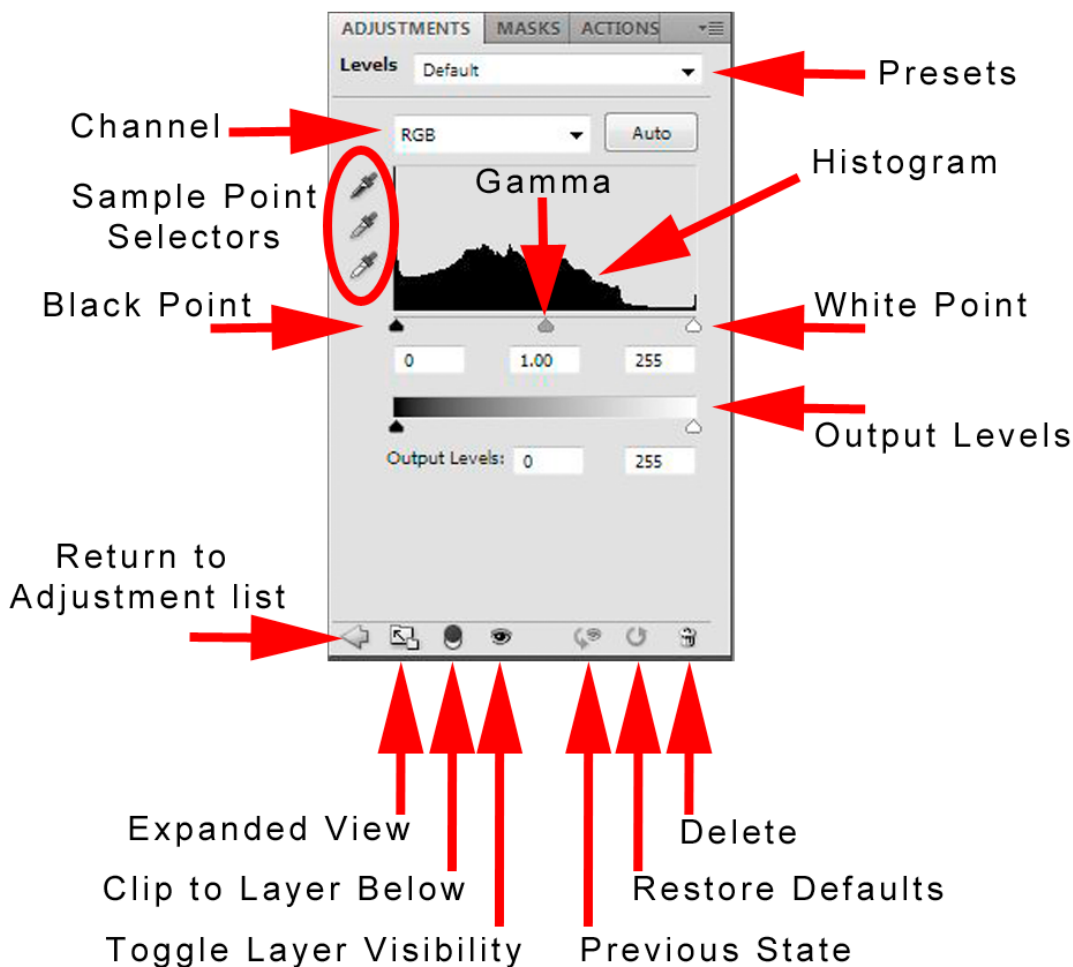 ADJUSTMENTS MASKS ACTIONS
Levels Default
Presets
Channel
RGB
Auto
Histogram
Gamma
Sample Point
Selectors
Black Point
White Point
0 1.00 255
Output Levels
Output Levels: 0 255
Return to
Adjustment list
Expanded View
Delete
Clip to Layer Below
Restore Defaults
Toggle Layer Visibility
Previous State